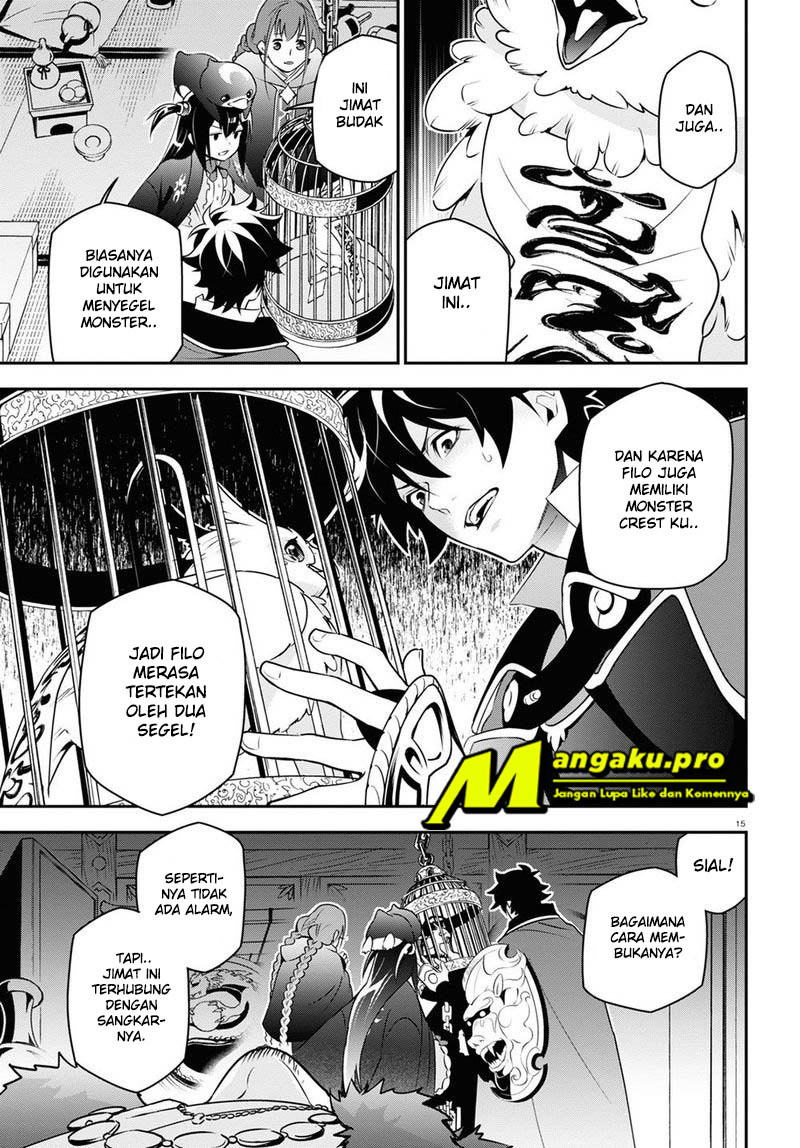 DAN
JUGA..
JIMAT
INI..
INI
JIMAT
BUDAK
BIASANYA
DIGUNAKAN
UNTUK
MENYEGEL
MONSTER..
DAN KARENA
FILO JUGA
MEMILIKI
MONSTER
CREST KU..
JADI FILO
MERASA
TERTEKAN
OLEH DUA
SEGEL!
Mangaku.pro
Jangan Lupa Like dan Komennya
15
SIAL!
BAGAIMANA
CARA MEM-
BUKANYA?
SEPERTI-
NYA TIDAK
ADA ALARM,
TAPI..
JIMAT INI
TERHUBUNG
DENGAN
SANGKAR-
NYA.